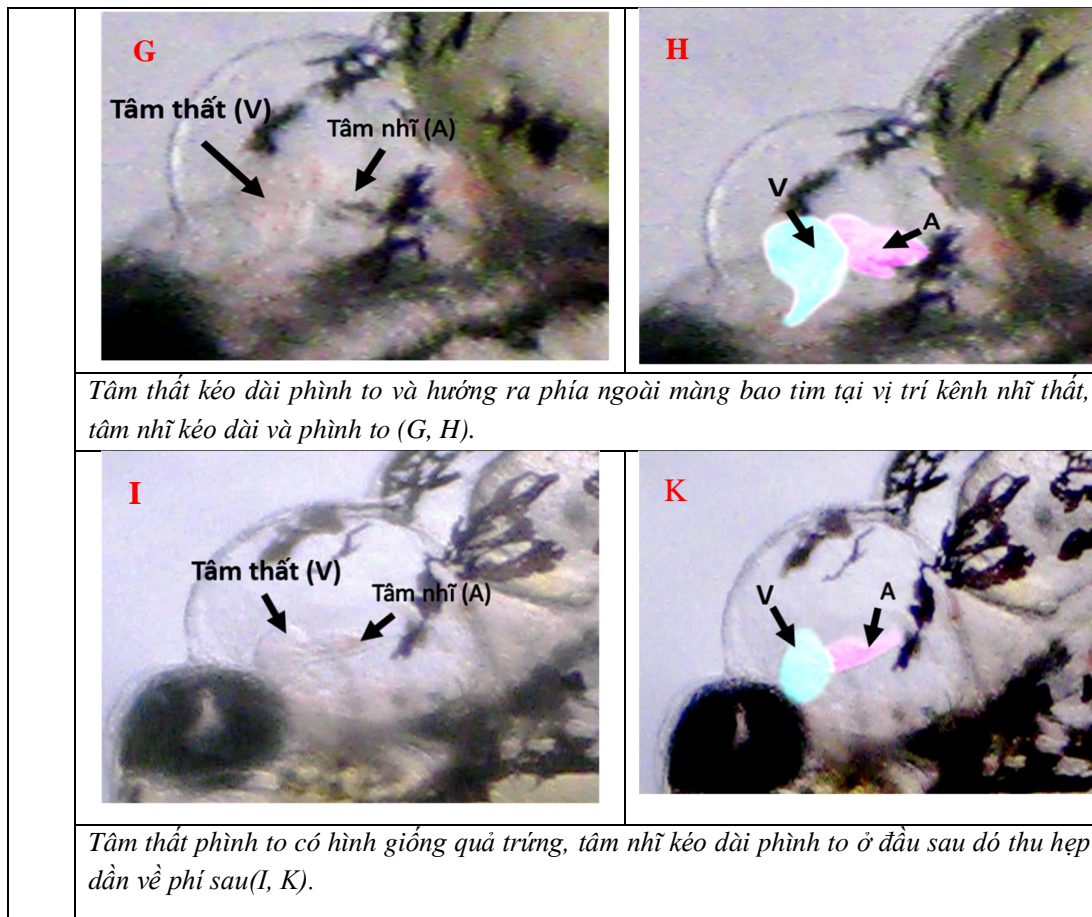 G
Tâm thất (V)
Tâm nhĩ (A)
H
V
A
Tâm thất kéo dài phình to và hướng ra phía ngoài màng bao tim tại vị trí kênh nhĩ thất,
tâm nhĩ kéo dài và phình to (G, H).
I
Tâm thất (V)
Tâm nhĩ (A)
K
V
A
Tâm thất phình to có hình giống quả trứng, tâm nhĩ kéo dài phình to ở đầu sau dó thu hẹp
dần về phí sau(I, K).